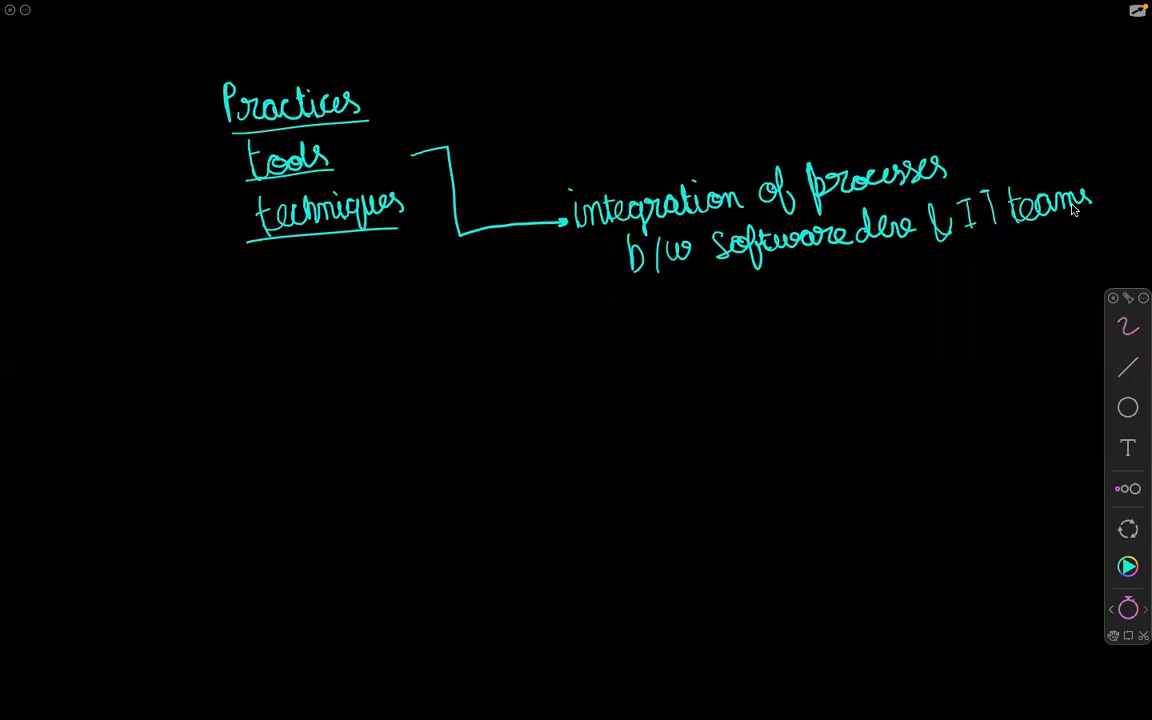 Practices
tools
techniques
integration of processes
b/w software deve & IT teams
T